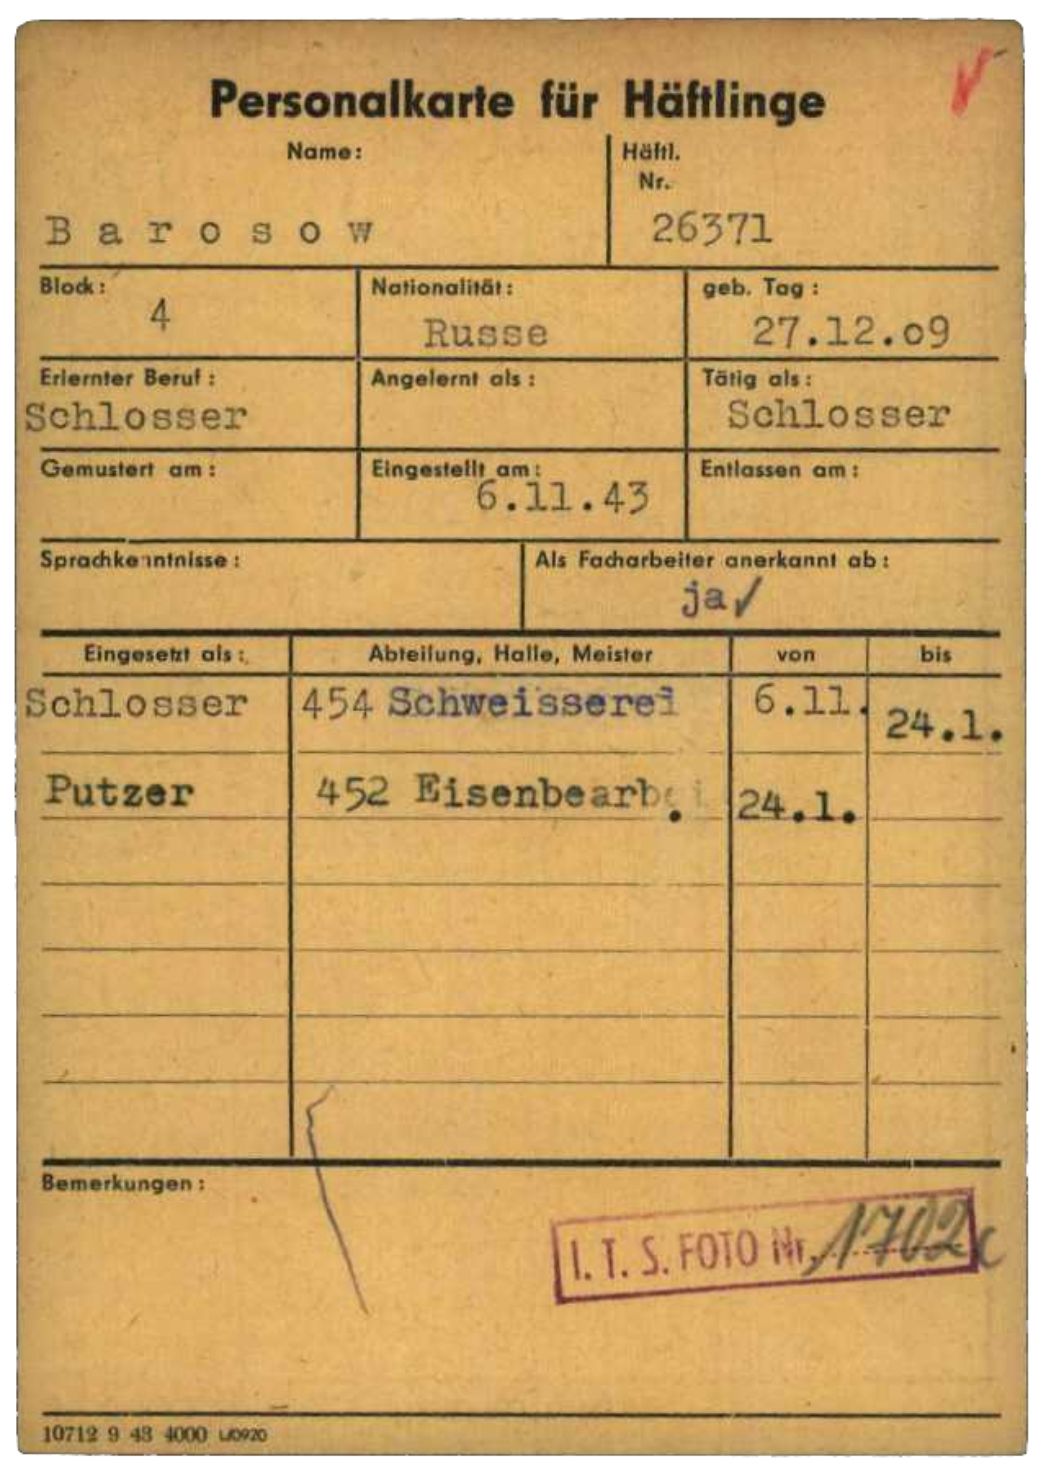 Personalkarte für Häftlinge
Name: Häftl. Nr.
Barosow 26371
Block: Nationalität: geb. Tag:
4 Russe 27.12.o9
Erlernter Beruf: Angelernt als: Tätig als:
Schlosser Schlosser
Gemustert am: Eingestellt am: Entlassen am:
6.11.43
Sprachkenntnisse: Als Facharbeiter anerkannt ab:
ja ✓
Eingesetzt als: Abteilung, Halle, Meister von bis
Schlosser 454 Schweisserei 6.11. 24.1.
Putzer 452 Eisenbearbei. 24.1.
Bemerkungen:
I. T. S. FOTO Nr. 1702
10712 9 43 4000